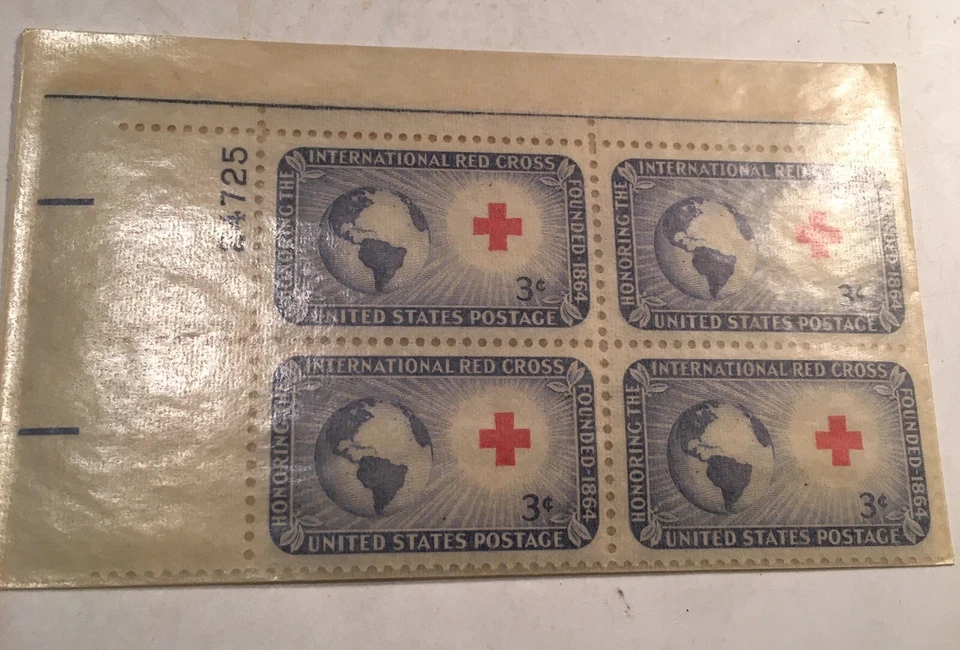 24725
HONORING THE
INTERNATIONAL RED CROSS
FOUNDED-1864
3¢
UNITED STATES POSTAGE
HONORING THE
INTERNATIONAL RED
1864
3¢
UNITED STATES POSTAGE
HONORING THE
INTERNATIONAL RED CROSS
FOUNDED-1864
3¢
UNITED STATES POSTAGE
HONORING THE
INTERNATIONAL RED CROSS
FOUNDED-1864
3¢
UNITED STATES POSTAGE